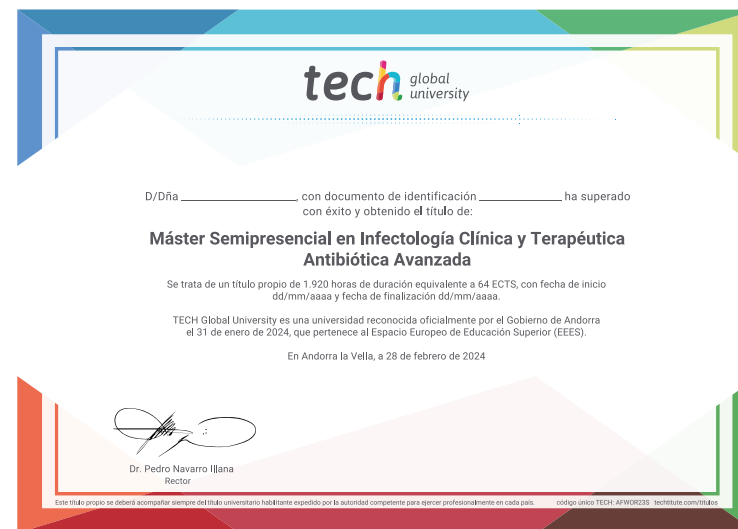 tech global university
D/Dña ____________________, con documento de identificación ______________ ha superado
con éxito y obtenido el título de:
Máster Semipresencial en Infectología Clínica y Terapéutica
Antibiótica Avanzada
Se trata de un título propio de 1.920 horas de duración equivalente a 64 ECTS, con fecha de inicio
dd/mm/aaaa y fecha de finalización dd/mm/aaaa.
TECH Global University es una universidad reconocida oficialmente por el Gobierno de Andorra
el 31 de enero de 2024, que pertenece al Espacio Europeo de Educación Superior (EEES).
En Andorra la Vella, a 28 de febrero de 2024
Dr. Pedro Navarro Illana
Rector
Este título propio se deberá acompañar siempre del título universitario habilitante expedido por la autoridad competente para ejercer profesionalmente en cada país. código único TECH: AFWOR23S techtitute.com/titulos